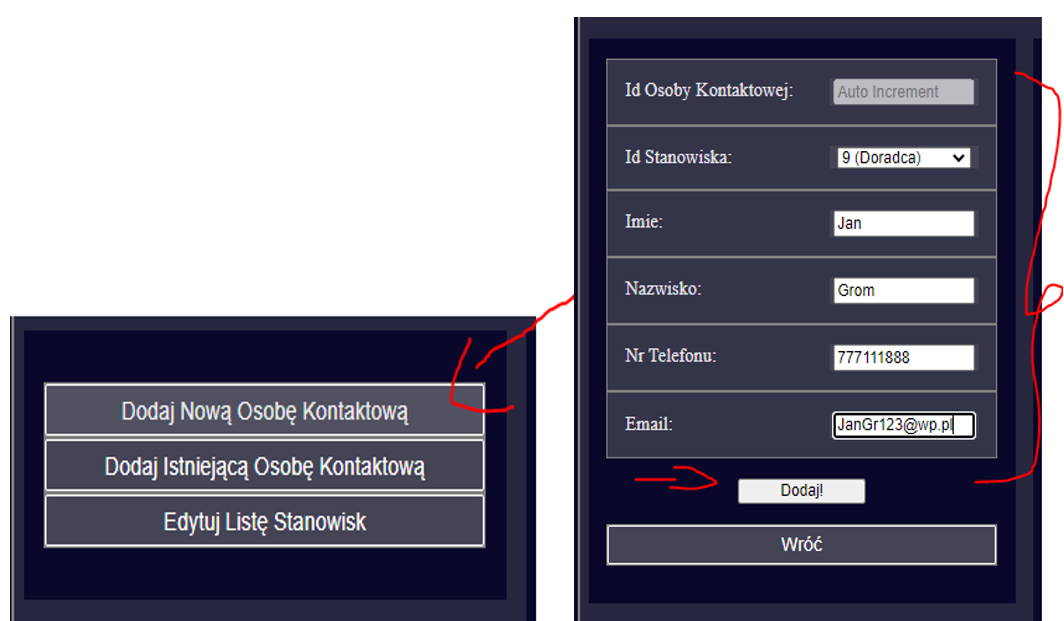 Dodaj Nową Osobę Kontaktową
Dodaj Istniejącą Osobę Kontaktową
Edytuj Listę Stanowisk
Id Osoby Kontaktowej: Auto Increment
Id Stanowiska: 9 (Doradca)
Imie: Jan
Nazwisko: Grom
Nr Telefonu: 777111888
Email: JanGr123@wp.pl
Dodaj!
Wróć